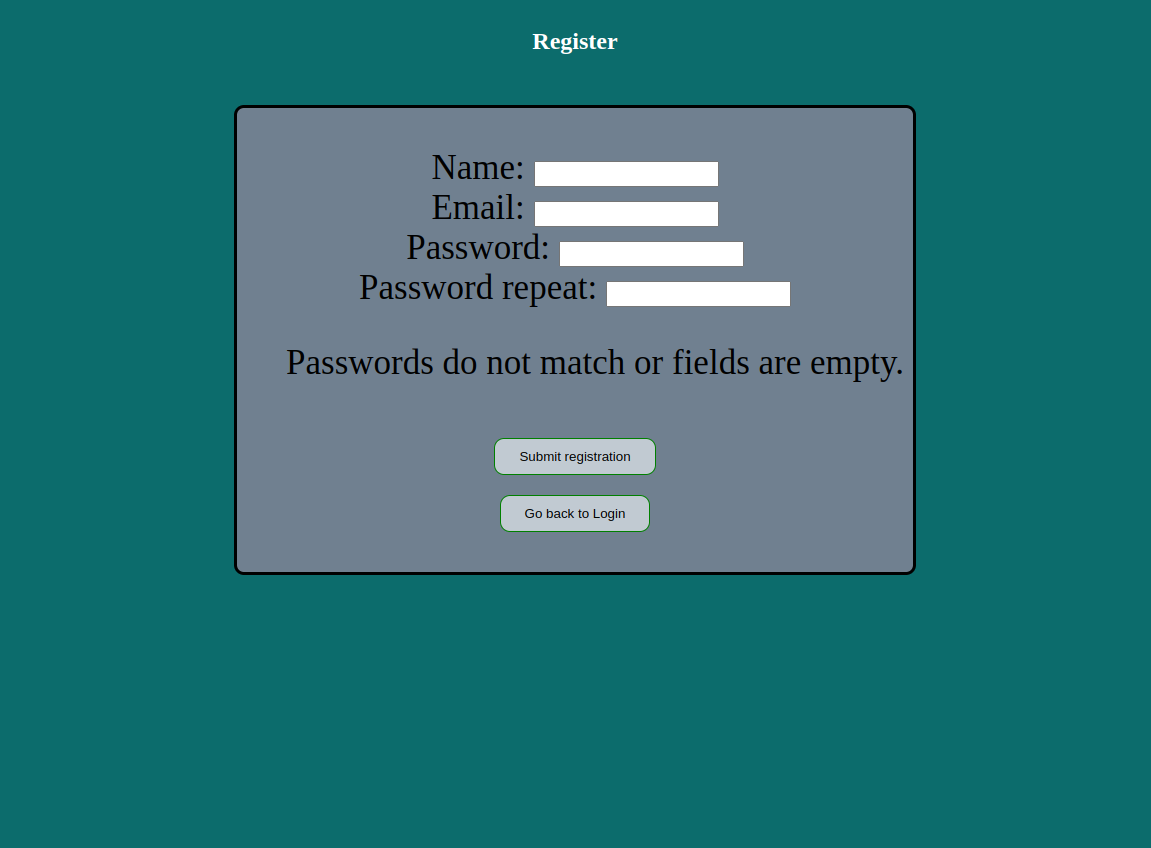 Register
Name:
Email:
Password:
Password repeat:
Passwords do not match or fields are empty.
Submit registration
Go back to Login